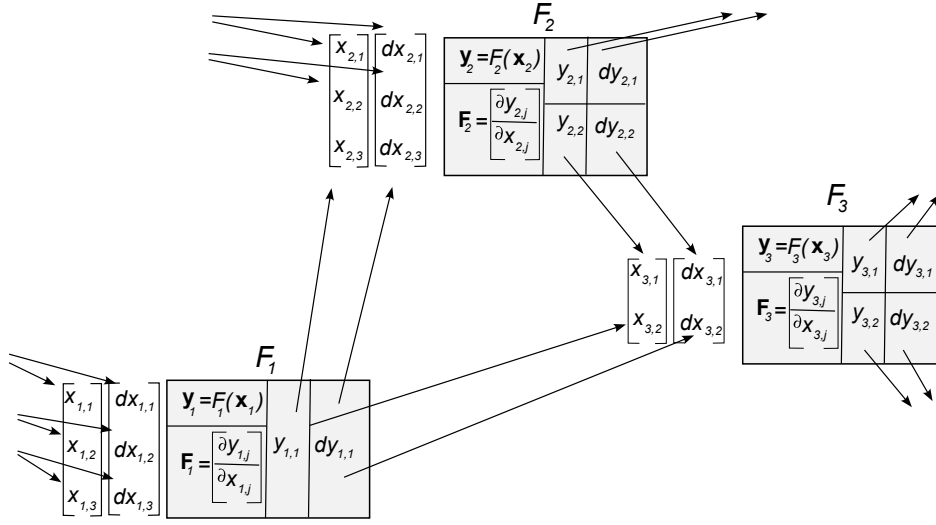 F2
x2,1 dx2,1
x2,2 dx2,2
x2,3 dx2,3
y2=F2(x2) y2,1 dy2,1
F2= [∂y2,j / ∂x2,j] y2,2 dy2,2
F3
x3,1 dx3,1
x3,2 dx3,2
y3=F3(x3) y3,1 dy3,1
F3= [∂y3,j / ∂x3,j] y3,2 dy3,2
F1
x1,1 dx1,1
x1,2 dx1,2
x1,3 dx1,3
y1=F1(x1)
F1= [∂y1,j / ∂x1,j] y1,1 dy1,1